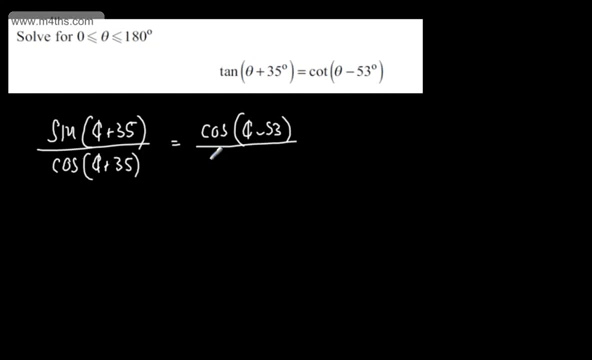 www.m4ths.com
Solve for 0 ⩽ θ ⩽ 180°
tan(θ + 35°) = cot(θ − 53°)
sin(θ+35) / cos(θ+35) = cos(θ-53)